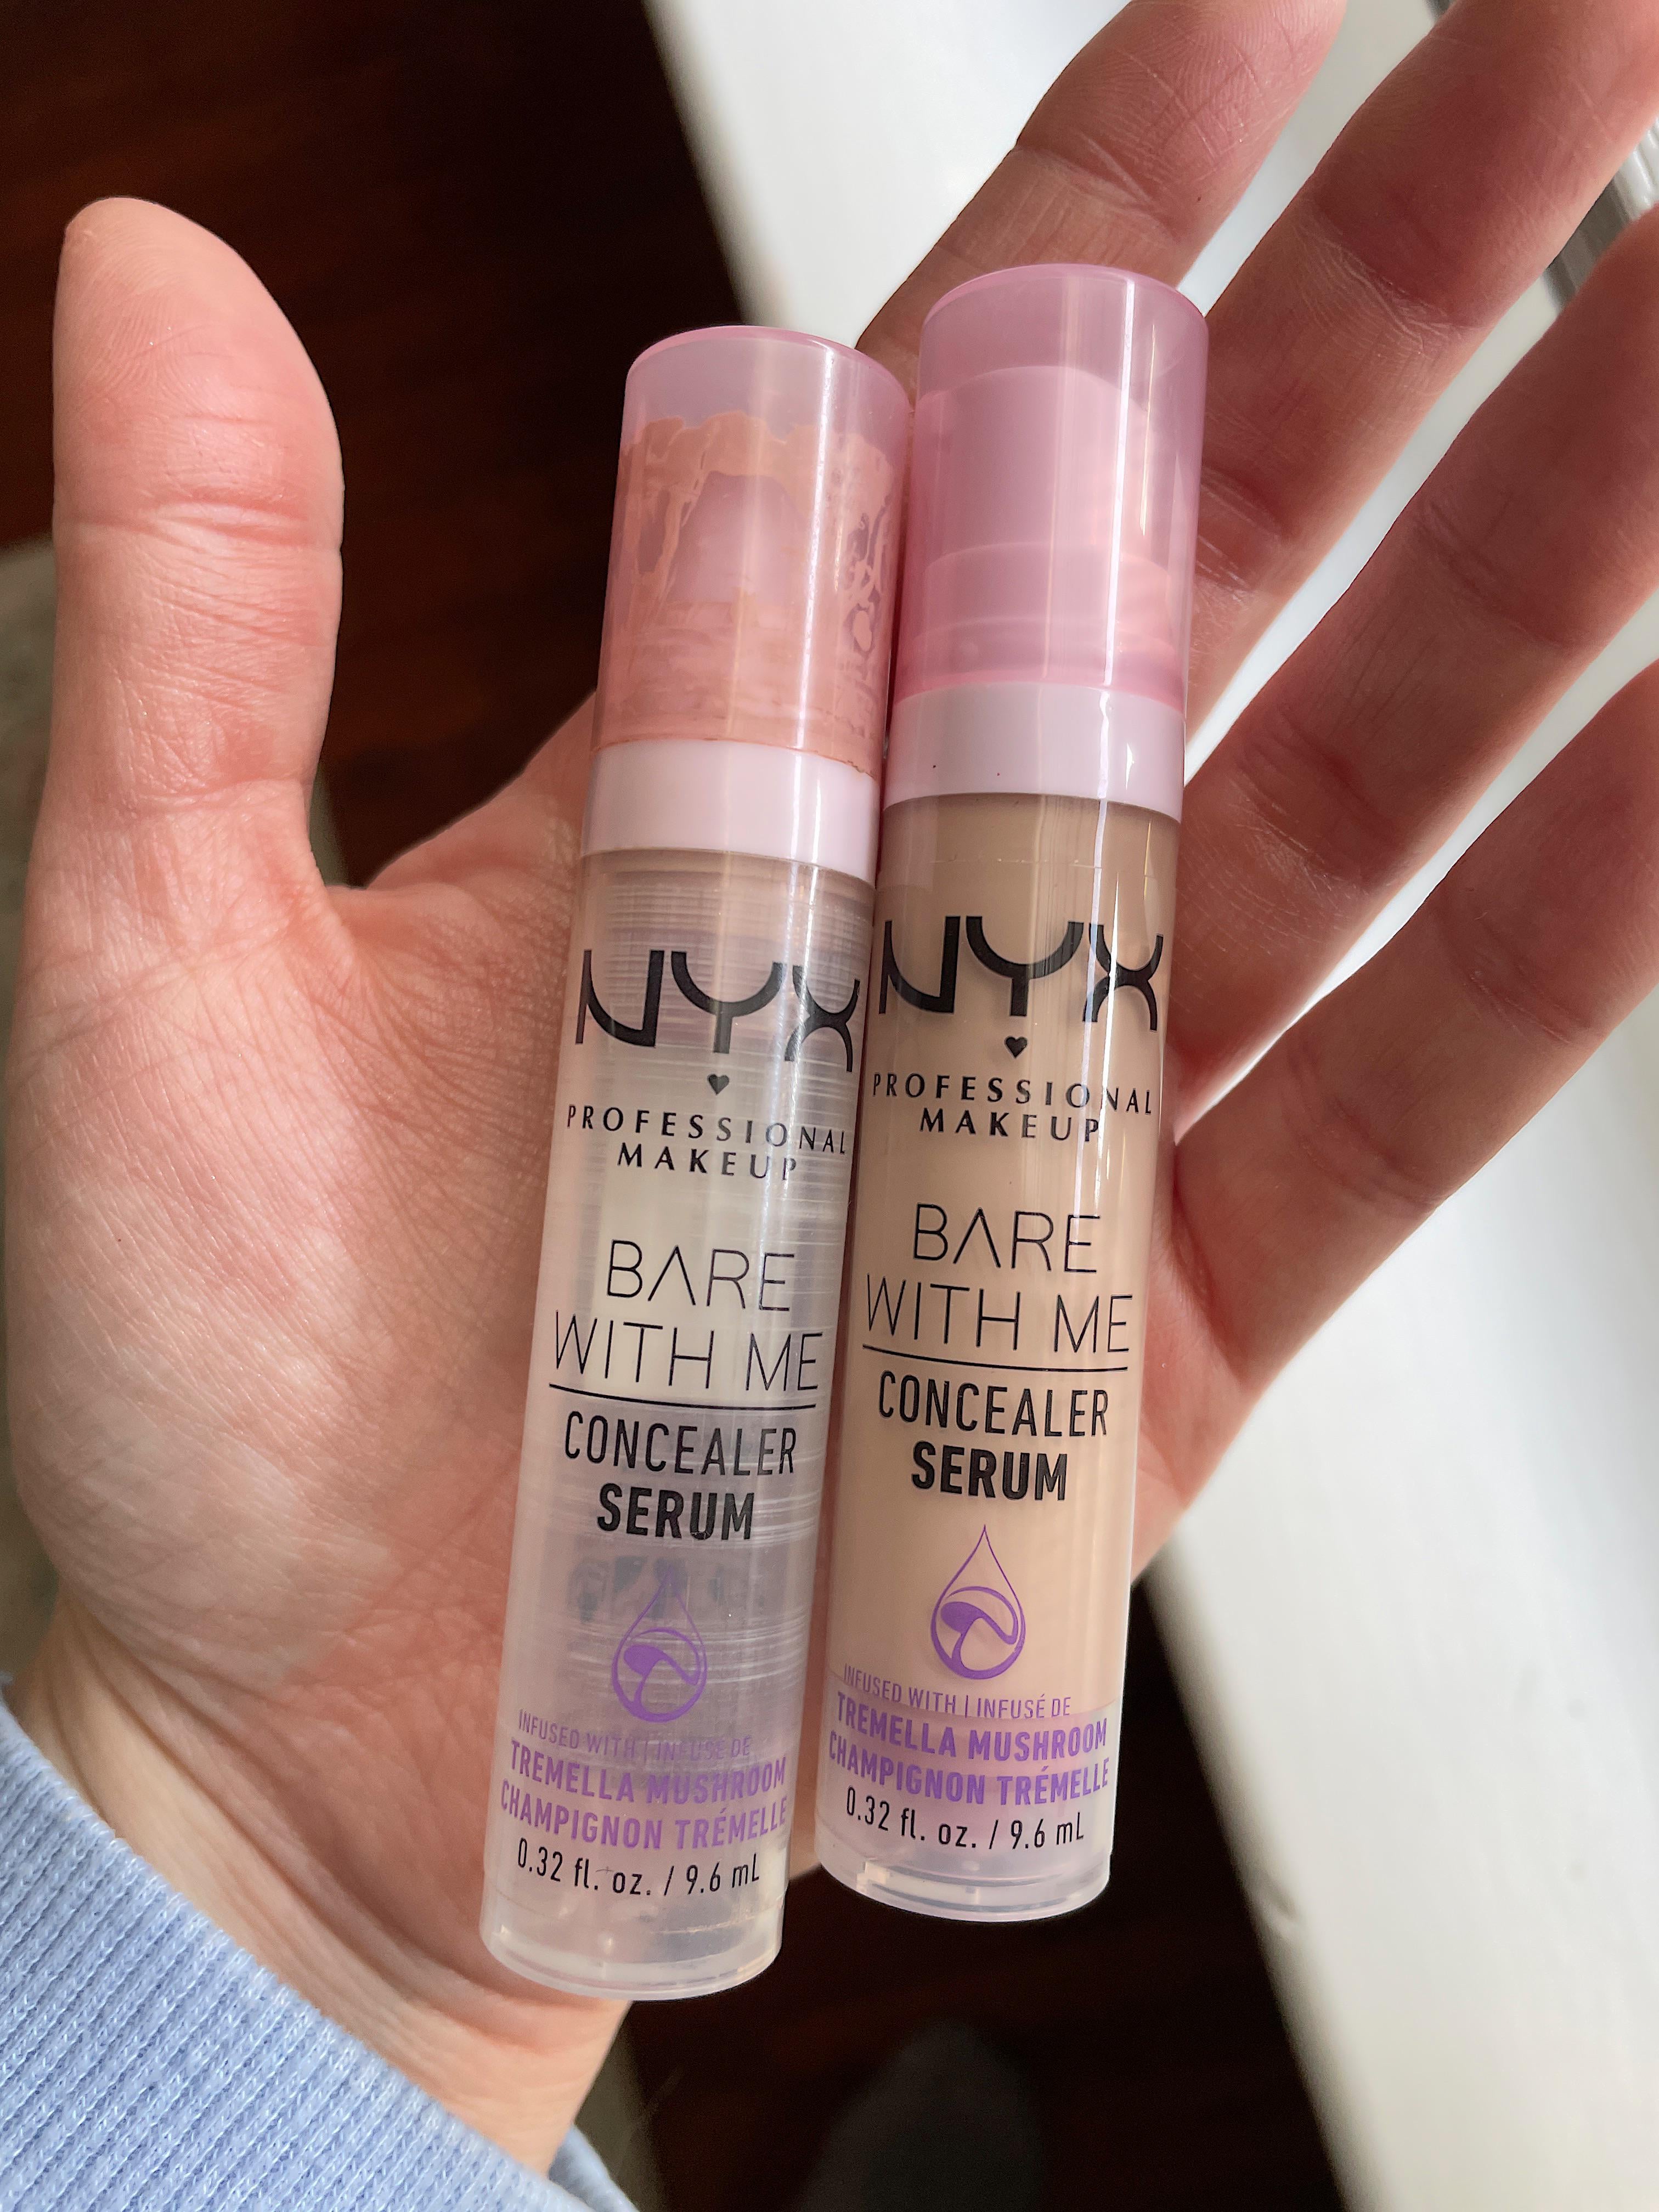 NYX
PROFESSIONAL
MAKEUP
BARE
WITH ME
CONCEALER
SERUM
INFUSED WITH | INFUSÉ DE
TREMELLA MUSHROOM
CHAMPIGNON TRÉMELLE
0.32 fl. oz. / 9.6 mL
NYX
PROFESSIONAL
MAKEUP
BARE
WITH ME
CONCEALER
SERUM
INFUSED WITH | INFUSÉ DE
TREMELLA MUSHROOM
CHAMPIGNON TRÉMELLE
0.32 fl. oz. / 9.6 mL